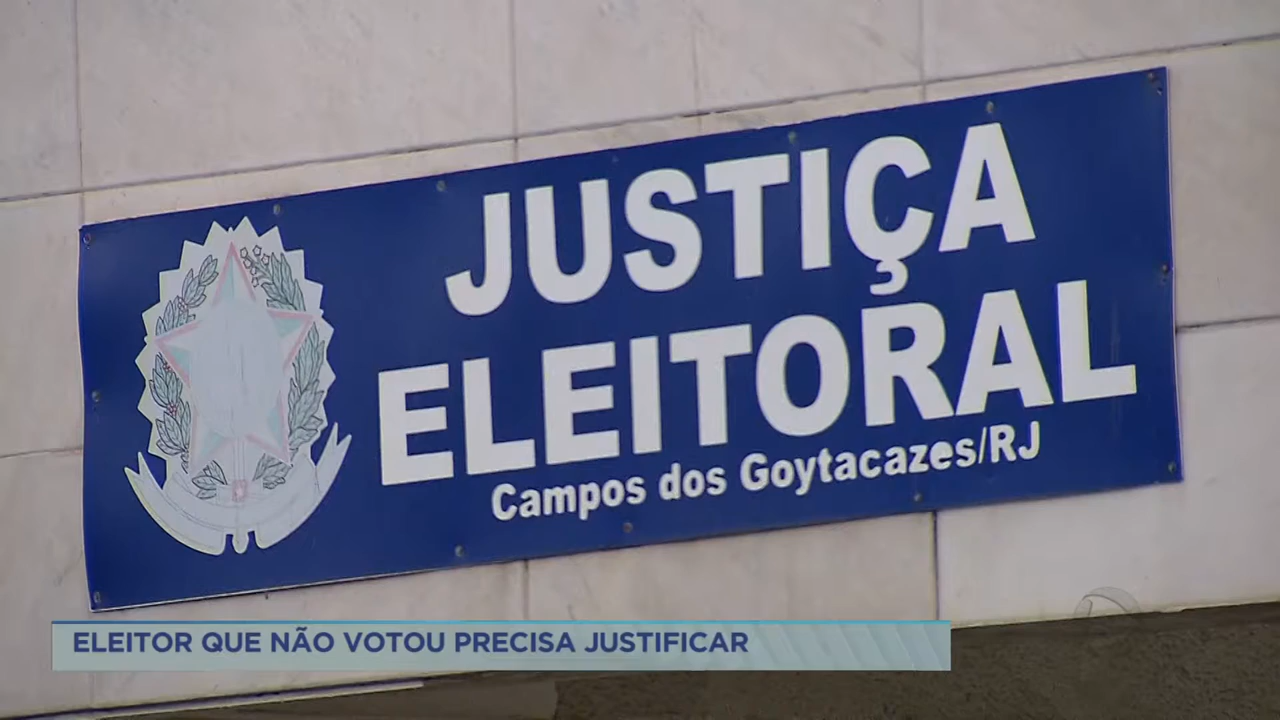 JUSTIÇA
ELEITORAL
Campos dos Goytacazes/RJ
ELEITOR QUE NÃO VOTOU PRECISA JUSTIFICAR